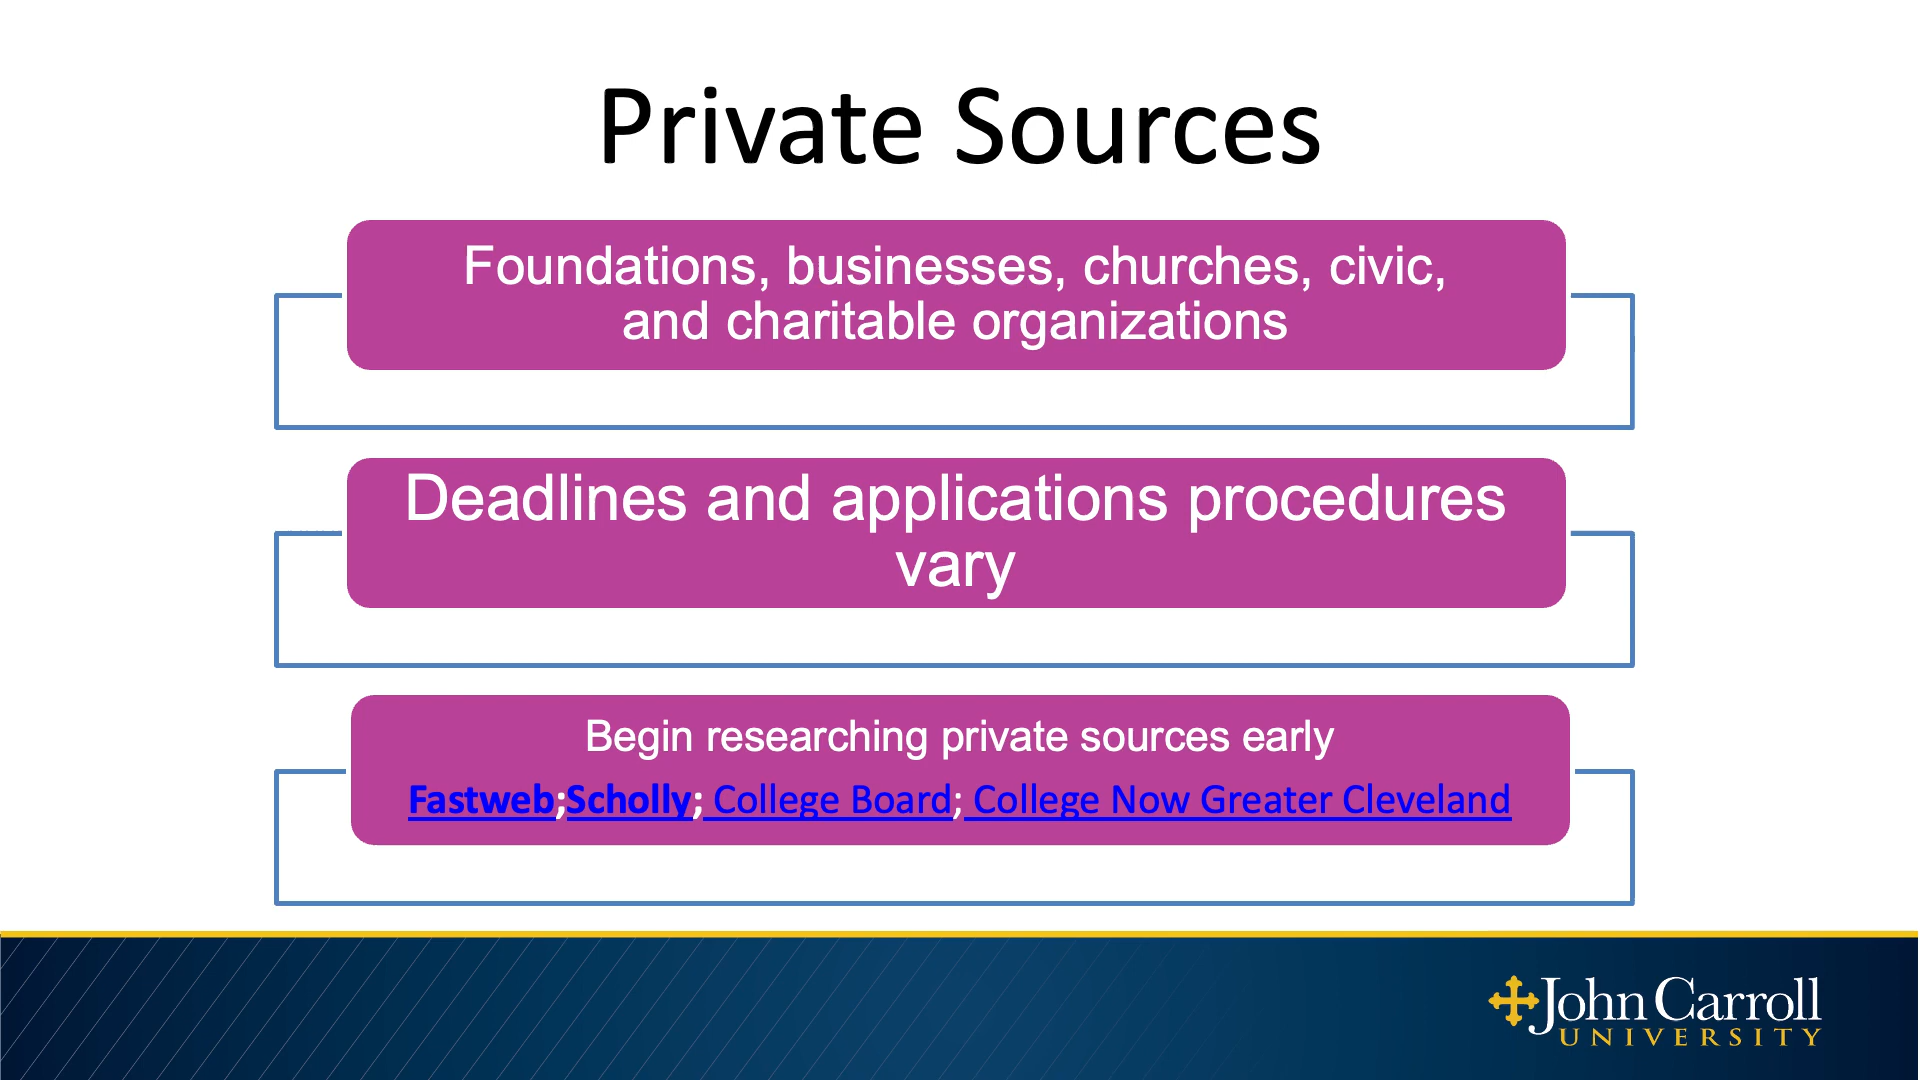 Private Sources
Foundations, businesses, churches, civic,
and charitable organizations
Deadlines and applications procedures
vary
Begin researching private sources early
Fastweb;Scholly; College Board; College Now Greater Cleveland
John Carroll
UNIVERSITY